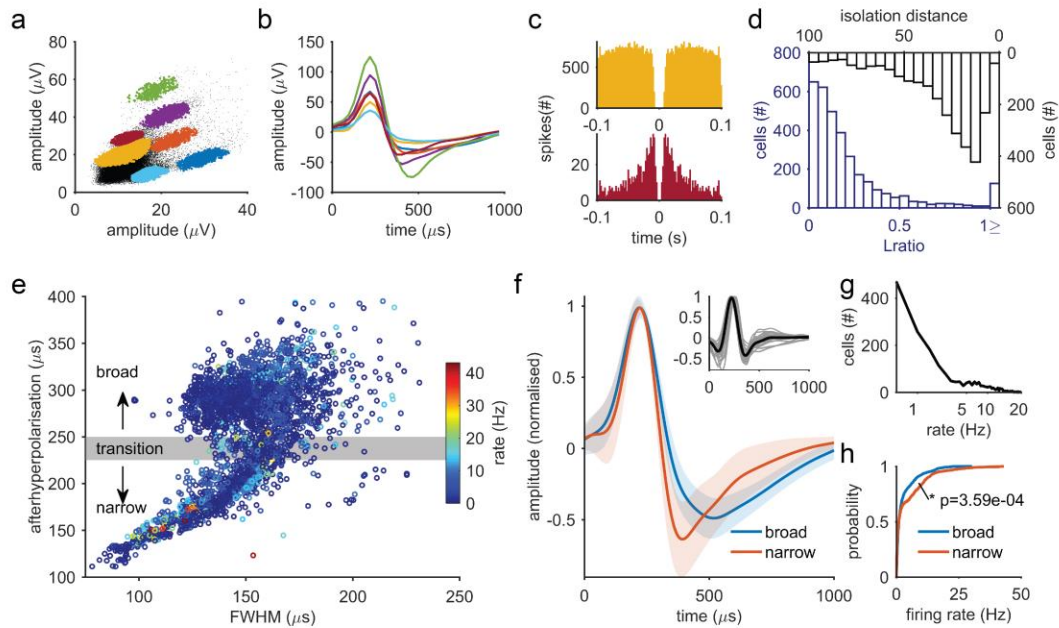 a
amplitude (μV)
80
60
40
20
0
0
20
40
amplitude (μV)
b
amplitude (μV)
150
100
50
0
-50
-100
0
500
1000
time (μs)
c
spikes(#)
600
0
-0.1
0
0.1
20
0
-0.1
0
0.1
time (s)
d
isolation distance
100
50
0
cells (#)
800
600
400
200
0
0
200
400
600
cells (#)
0
0.5
1≥
Lratio
e
afterhyperpolarisation (μs)
400
350
300
250
200
150
100
broad
transition
narrow
rate (Hz)
40
30
20
10
0
100
150
200
250
FWHM (μs)
f
amplitude (normalised)
1
0.5
0
-0.5
1
0.5
0
-0.5
0
500
1000
broad
narrow
0
500
1000
time (μs)
g
cells (#)
400
200
0
1
5
10
20
rate (Hz)
h
probability
1
0.5
0
* p=3.59e-04
broad
narrow
0
25
50
firing rate (Hz)